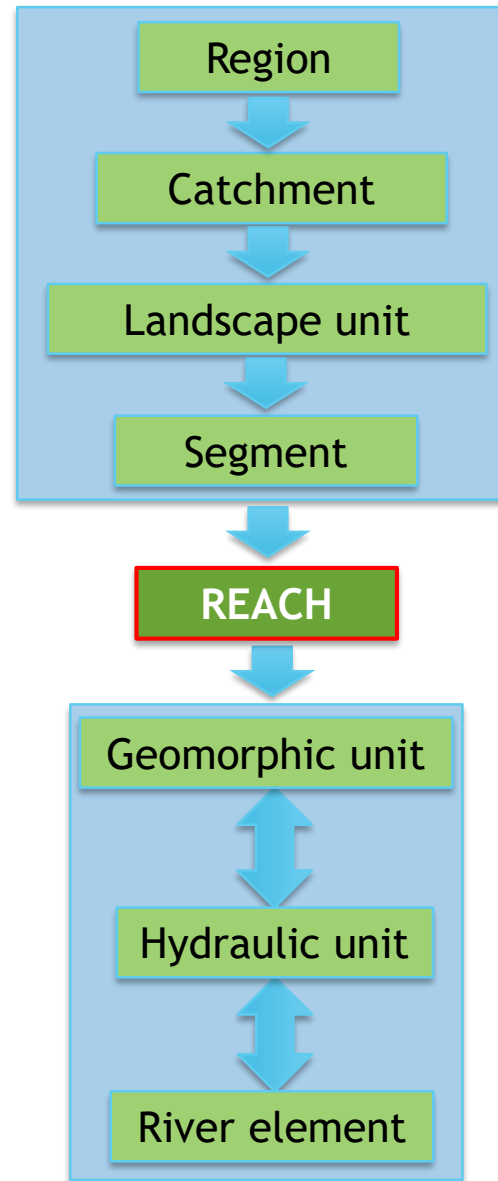 Region
Catchment
Landscape unit
Segment
REACH
Geomorphic unit
Hydraulic unit
River element